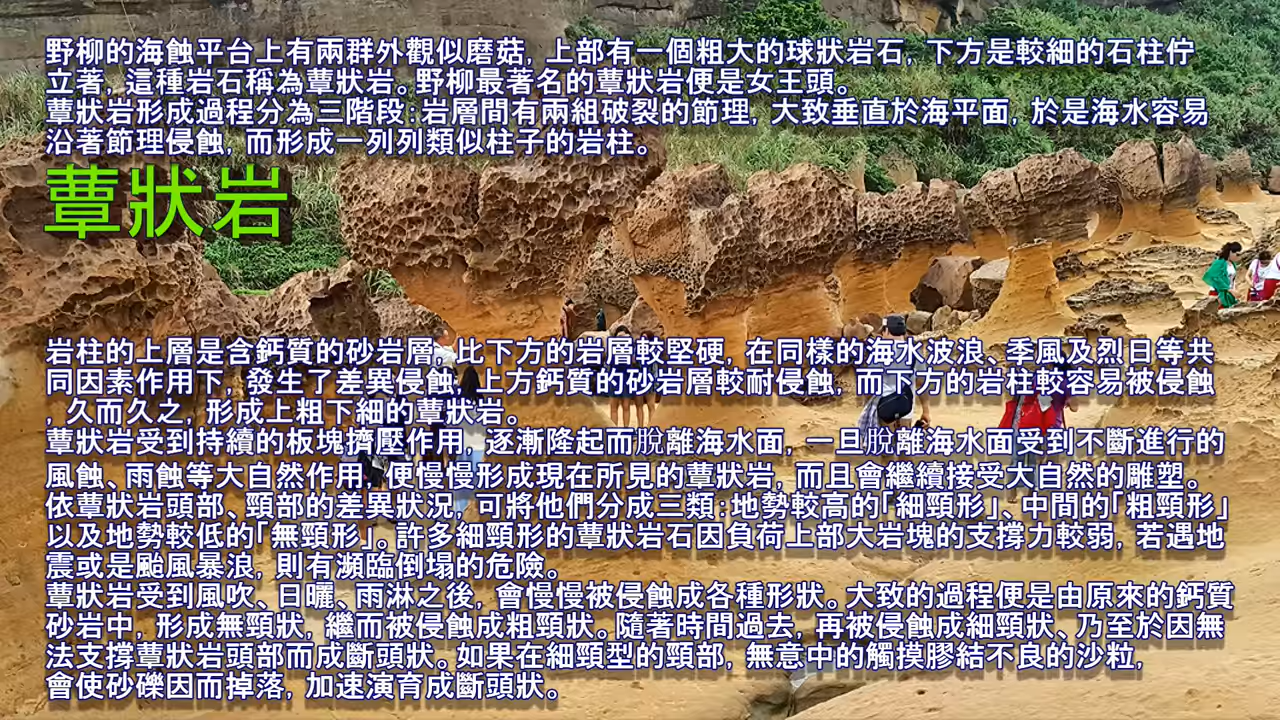 野柳的海蝕平台上有兩群外觀似磨菇, 上部有一個粗大的球狀岩石, 下方是較細的石柱佇
立著, 這種岩石稱為蕈狀岩。野柳最著名的蕈狀岩便是女王頭。
蕈狀岩形成過程分為三階段:岩層間有兩組破裂的節理, 大致垂直於海平面, 於是海水容易
沿著節理侵蝕, 而形成一列列類似柱子的岩柱。
蕈狀岩
岩柱的上層是含鈣質的砂岩層, 比下方的岩層較堅硬, 在同樣的海水波浪、季風及烈日等共
同因素作用下, 發生了差異侵蝕, 上方鈣質的砂岩層較耐侵蝕, 而下方的岩柱較容易被侵蝕
, 久而久之, 形成上粗下細的蕈狀岩。
蕈狀岩受到持續的板塊擠壓作用, 逐漸隆起而脫離海水面, 一旦脫離海水面受到不斷進行的
風蝕、雨蝕等大自然作用, 便慢慢形成現在所見的蕈狀岩, 而且會繼續接受大自然的雕塑。
依蕈狀岩頭部、頸部的差異狀況, 可將他們分成三類:地勢較高的「細頸形」、中間的「粗頸形」
以及地勢較低的「無頸形」。許多細頸形的蕈狀岩石因負荷上部大岩塊的支撐力較弱, 若遇地
震或是颱風暴浪, 則有瀕臨倒塌的危險。
蕈狀岩受到風吹、日曬、雨淋之後, 會慢慢被侵蝕成各種形狀。大致的過程便是由原來的鈣質
砂岩中, 形成無頸狀, 繼而被侵蝕成粗頸狀。隨著時間過去, 再被侵蝕成細頸狀、乃至於因無
法支撐蕈狀岩頭部而成斷頭狀。如果在細頸型的頸部, 無意中的觸摸膠結不良的沙粒,
會使砂礫因而掉落, 加速演育成斷頭狀。